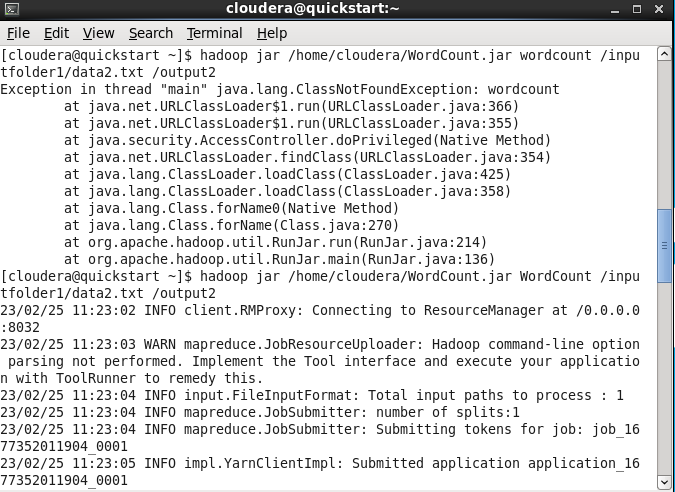 cloudera@quickstart:~
File Edit View Search Terminal Help
[cloudera@quickstart ~]$ hadoop jar /home/cloudera/WordCount.jar wordcount /inpu
tfolder1/data2.txt /output2
Exception in thread "main" java.lang.ClassNotFoundException: wordcount
        at java.net.URLClassLoader$1.run(URLClassLoader.java:366)
        at java.net.URLClassLoader$1.run(URLClassLoader.java:355)
        at java.security.AccessController.doPrivileged(Native Method)
        at java.net.URLClassLoader.findClass(URLClassLoader.java:354)
        at java.lang.ClassLoader.loadClass(ClassLoader.java:425)
        at java.lang.ClassLoader.loadClass(ClassLoader.java:358)
        at java.lang.Class.forName0(Native Method)
        at java.lang.Class.forName(Class.java:270)
        at org.apache.hadoop.util.RunJar.run(RunJar.java:214)
        at org.apache.hadoop.util.RunJar.main(RunJar.java:136)
[cloudera@quickstart ~]$ hadoop jar /home/cloudera/WordCount.jar WordCount /inpu
tfolder1/data2.txt /output2
23/02/25 11:23:02 INFO client.RMProxy: Connecting to ResourceManager at /0.0.0.0
:8032
23/02/25 11:23:03 WARN mapreduce.JobResourceUploader: Hadoop command-line option
 parsing not performed. Implement the Tool interface and execute your applicatio
n with ToolRunner to remedy this.
23/02/25 11:23:04 INFO input.FileInputFormat: Total input paths to process : 1
23/02/25 11:23:04 INFO mapreduce.JobSubmitter: number of splits:1
23/02/25 11:23:04 INFO mapreduce.JobSubmitter: Submitting tokens for job: job_16
77352011904_0001
23/02/25 11:23:05 INFO impl.YarnClientImpl: Submitted application application_16
77352011904_0001